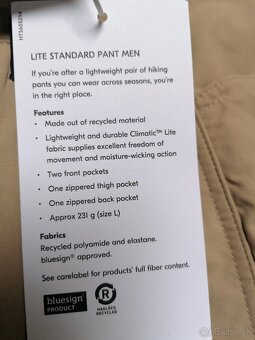 HTS605294
LITE STANDARD PANT MEN
If you're after a lightweight pair of hiking
pants you can wear across seasons, you're
in the right place.
Features
• Made out of recycled material
• Lightweight and durable Climatic™ Lite
fabric supplies excellent freedom of
movement and moisture-wicking action
• Two front pockets
• One zippered thigh pocket
• One zippered back pocket
• Approx 231 g (size L)
Fabrics
Recycled polyamide and elastane.
bluesign® approved.
See carelabel for products' full fiber content.
bluesign
PRODUCT
R
HAGLÖFS
RECYCLED